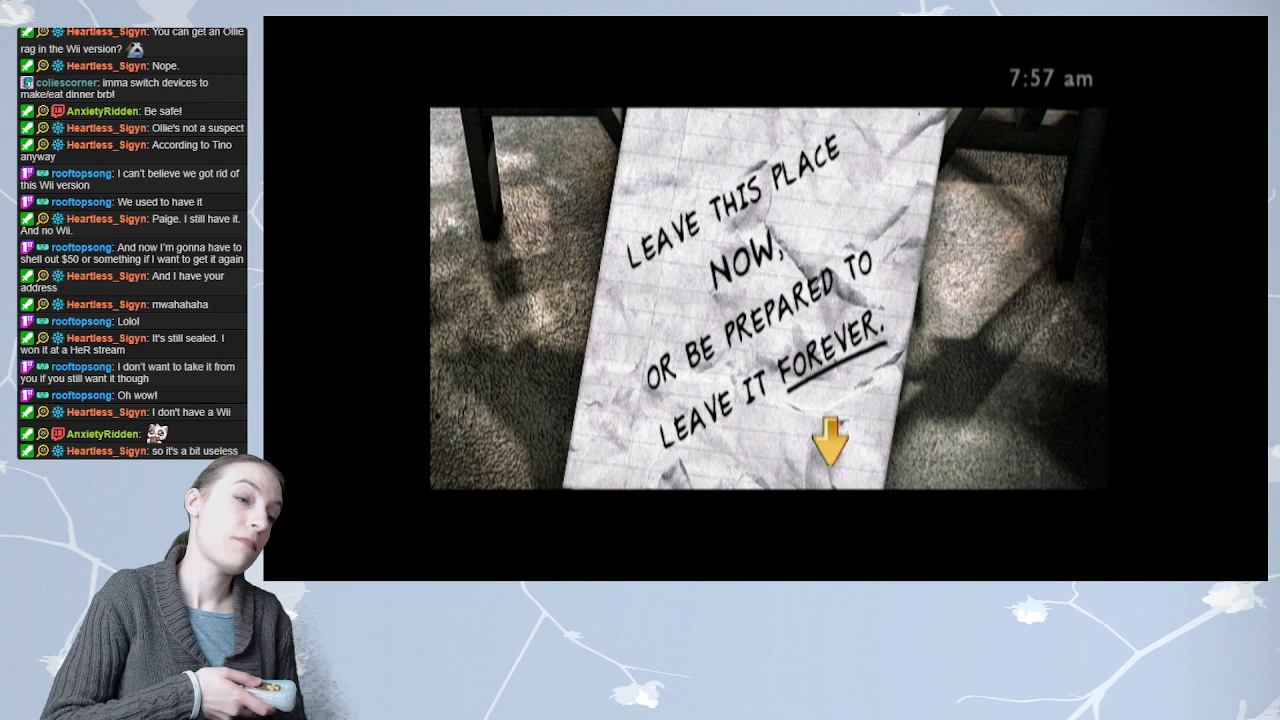 Heartless_Sigyn: You can get an Ollie
rag in the Wii version?
Heartless_Sigyn: Nope.
coliescorner: imma switch devices to
make/eat dinner brb!
AnxietyRidden: Be safe!
Heartless_Sigyn: Ollie's not a suspect
Heartless_Sigyn: According to Tino
anyway
rooftopsong: I can't believe we got rid of
this Wii version
rooftopsong: We used to have it
Heartless_Sigyn: Paige. I still have it.
And no Wii.
rooftopsong: And now I'm gonna have to
shell out $50 or something if I want to get it again
Heartless_Sigyn: And I have your
address
Heartless_Sigyn: mwahahaha
rooftopsong: Lolol
Heartless_Sigyn: It's still sealed. I
won it at a HeR stream
rooftopsong: I don't want to take it from
you if you still want it though
rooftopsong: Oh wow!
Heartless_Sigyn: I don't have a Wii
AnxietyRidden:
Heartless_Sigyn: so it's a bit useless
7:57 am
LEAVE THIS PLACE
NOW,
OR BE PREPARED TO
LEAVE IT FOREVER.